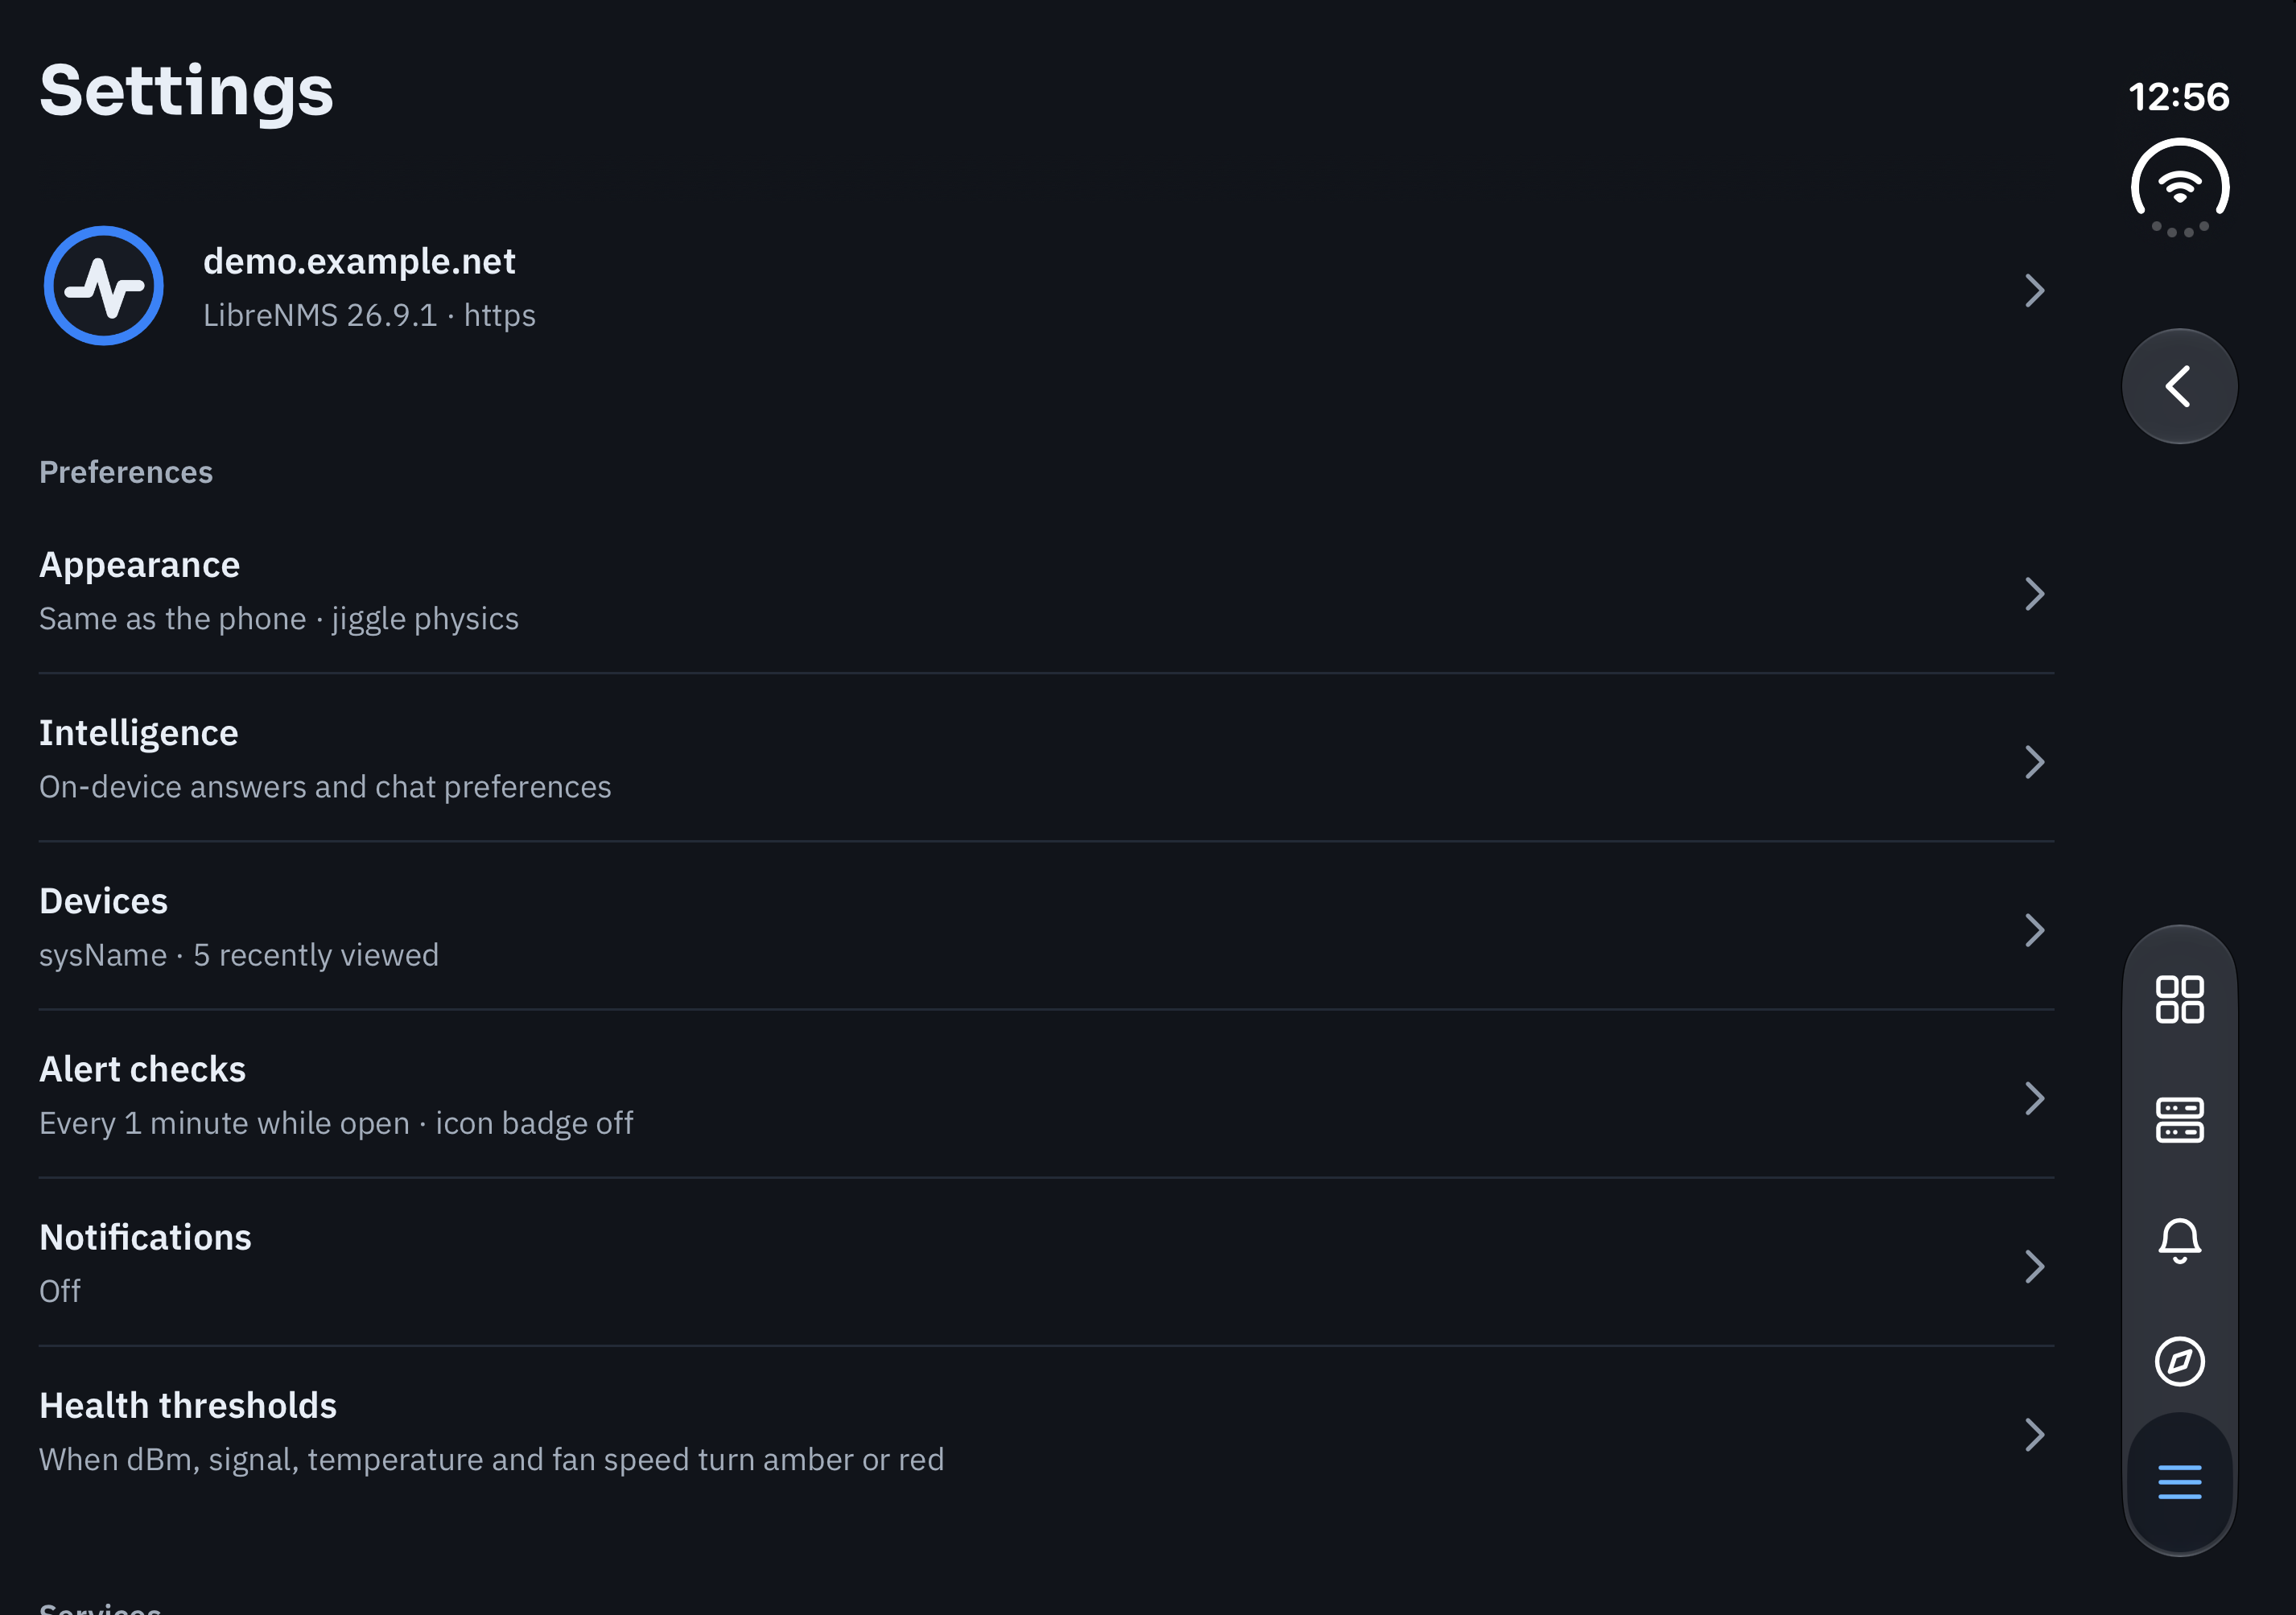 Settings
12:56
demo.example.net
LibreNMS 26.9.1 · https
Preferences
Appearance
Same as the phone · jiggle physics
Intelligence
On-device answers and chat preferences
Devices
sysName · 5 recently viewed
Alert checks
Every 1 minute while open · icon badge off
Notifications
Off
Health thresholds
When dBm, signal, temperature and fan speed turn amber or red
Services